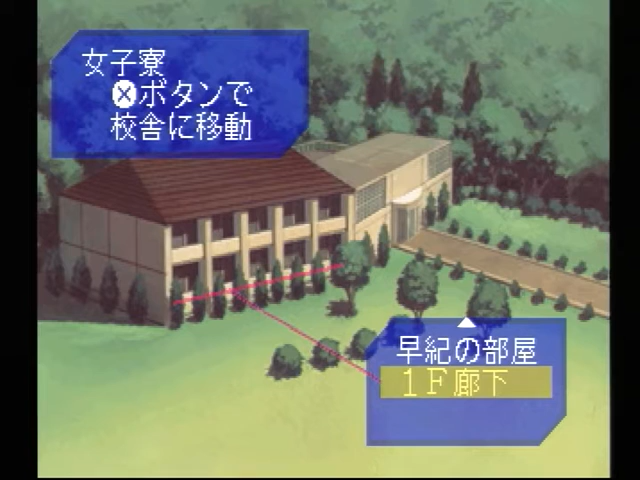 女子寮
ⓧボタンで
校舎に移動
早紀の部屋
１Ｆ廊下